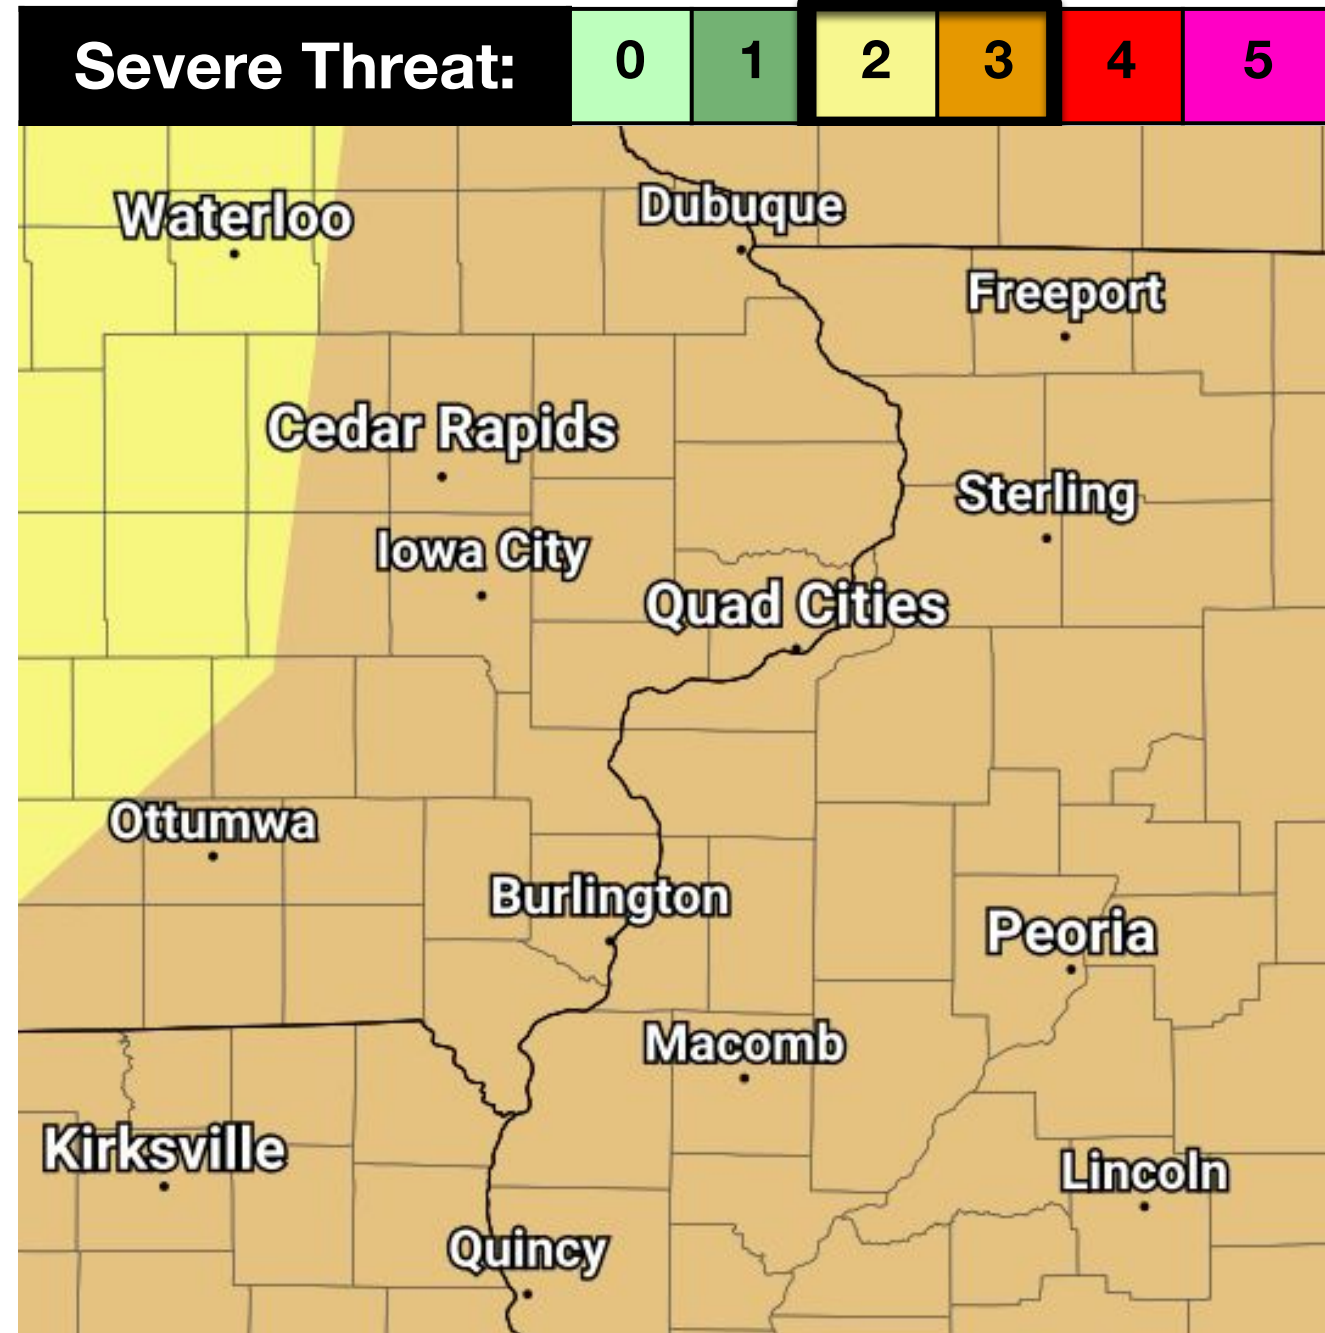 Severe Threat: 0 1 2 3 4 5
Waterloo
Dubuque
Freeport
Cedar Rapids
Sterling
Iowa City
Quad Cities
Ottumwa
Burlington
Peoria
Macomb
Kirksville
Lincoln
Quincy